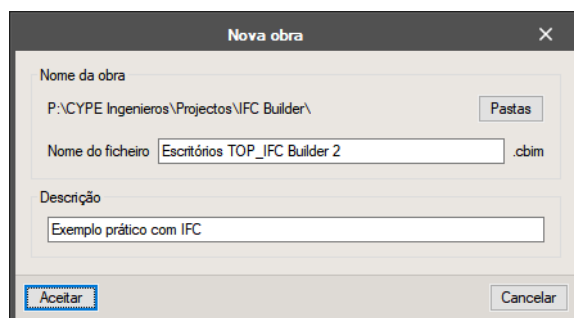 Nova obra
Nome da obra
P:\CYPE Ingenieros\Projectos\IFC Builder\ Pastas
Nome do ficheiro Escritórios TOP_IFC Builder 2 .cbim
Descrição
Exemplo prático com IFC
Aceitar Cancelar